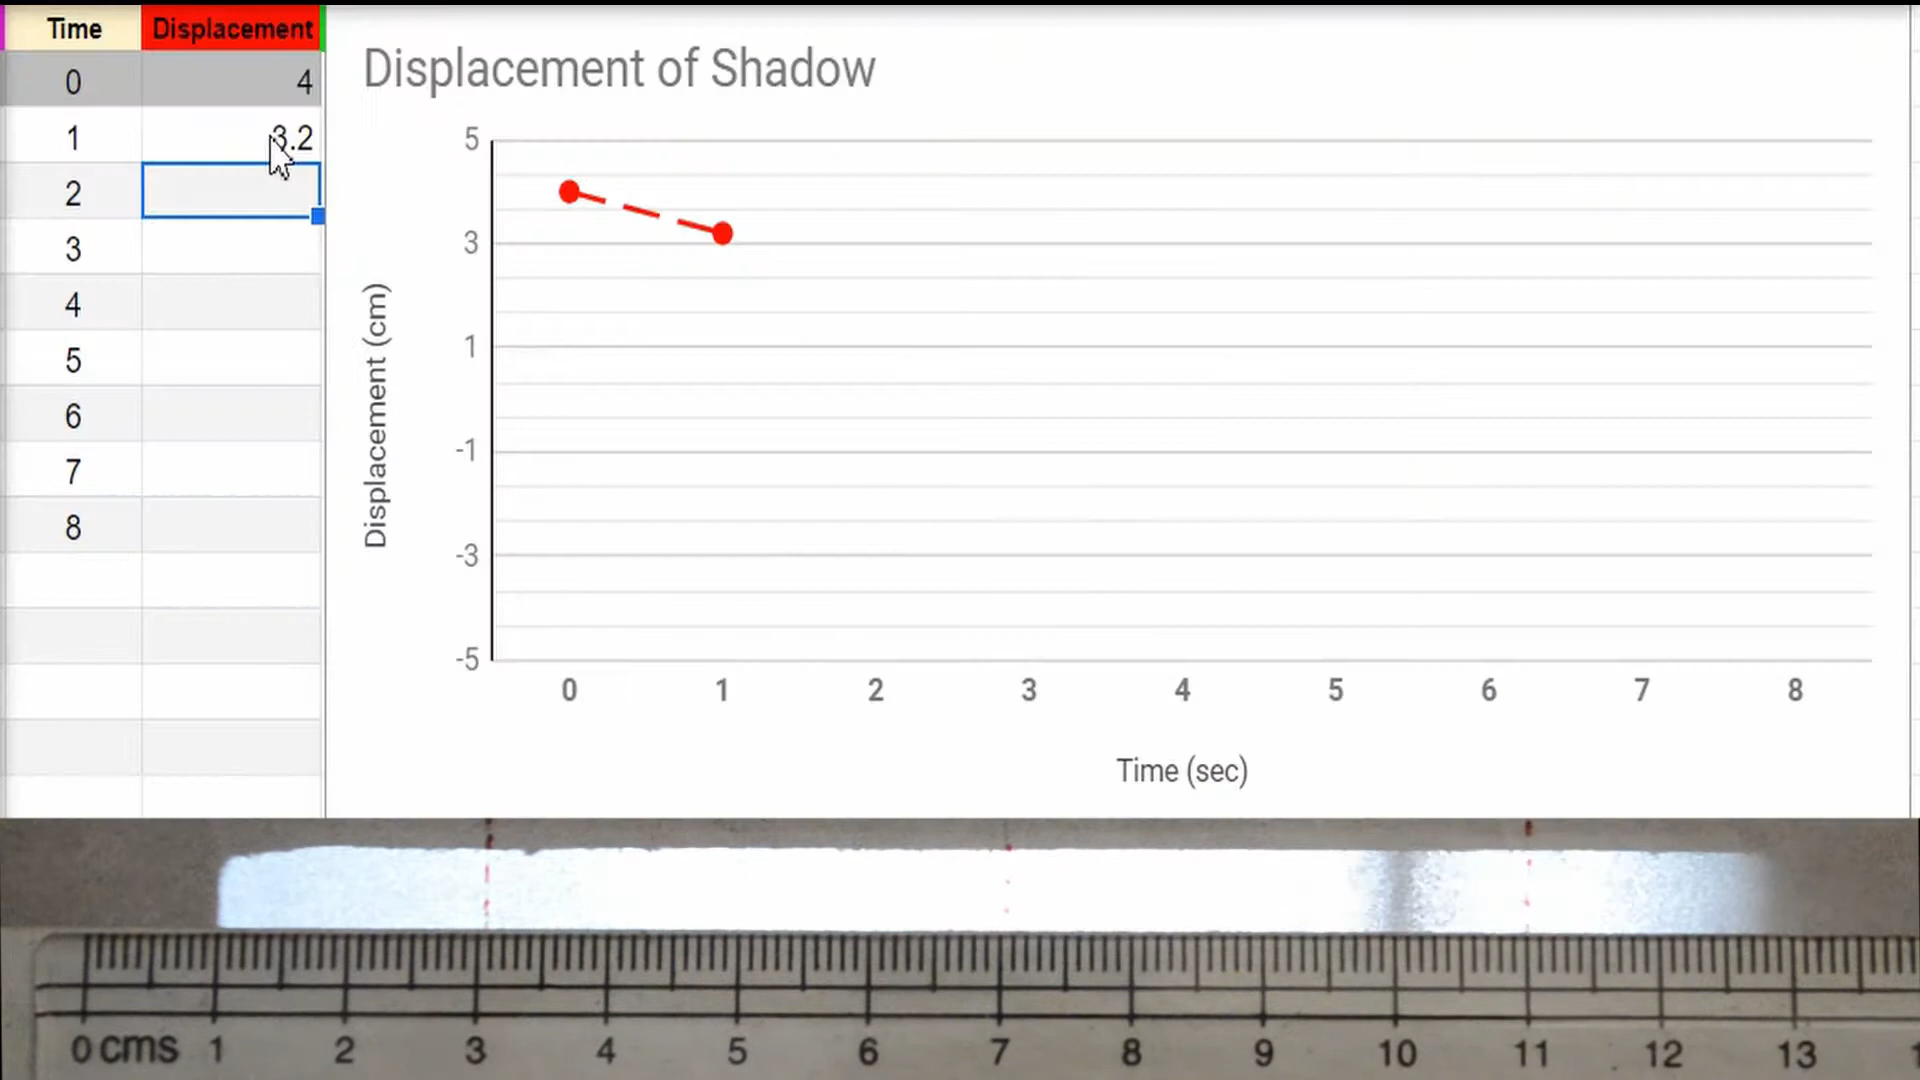 Time Displacement
0 4
1 3.2
2
3
4
5
6
7
8
Displacement of Shadow
5
3
1
-1
-3
-5
Displacement (cm)
0 1 2 3 4 5 6 7 8
Time (sec)
0 cms 1 2 3 4 5 6 7 8 9 10 11 12 13